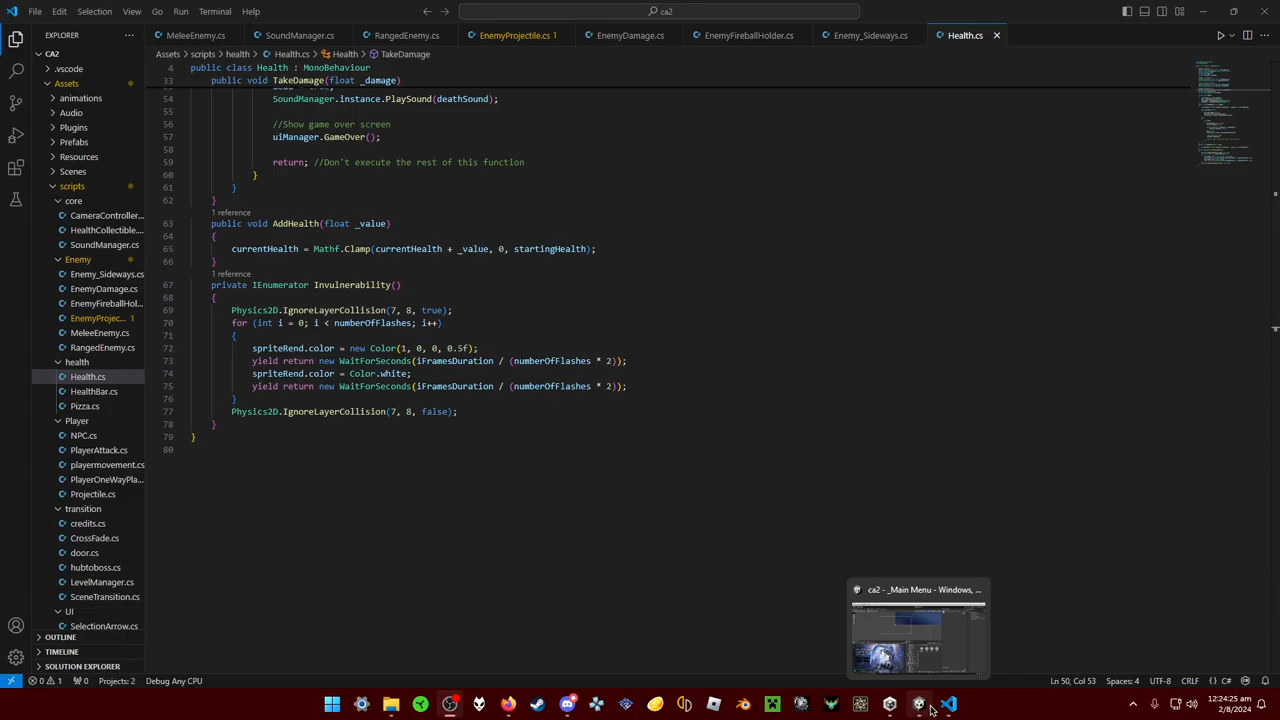 File Edit Selection View Go Run Terminal Help
ca2
EXPLORER
MeleeEnemy.cs SoundManager.cs RangedEnemy.cs EnemyProjectile.cs 1 EnemyDamage.cs EnemyFireballHolder.cs Enemy_Sideways.cs Health.cs
Assets > scripts > health > Health.cs > Health > TakeDamage
CA2
.vscode
Assets
animations
Audio
Plugins
Prefabs
Resources
Scenes
scripts
core
CameraController...
HealthCollectible...
SoundManager.cs
Enemy
Enemy_Sideways.cs
EnemyDamage.cs
EnemyFireballHol...
EnemyProjec... 1
MeleeEnemy.cs
RangedEnemy.cs
health
Health.cs
HealthBar.cs
Pizza.cs
Player
NPC.cs
PlayerAttack.cs
playermovement.cs
PlayerOneWayPla...
Projectile.cs
transition
credits.cs
CrossFade.cs
door.cs
hubtoboss.cs
LevelManager.cs
SceneTransition.cs
UI
SelectionArrow.cs
OUTLINE
TIMELINE
SOLUTION EXPLORER
4 public class Health : MonoBehaviour
33 public void TakeDamage(float _damage)
54 SoundManager.instance.PlaySound(deathSound);
55
56 //Show game over screen
57 uiManager.GameOver();
58
59 return; //Don't execute the rest of this function
60 }
61 }
62 }
1 reference
63 public void AddHealth(float _value)
64 {
65 currentHealth = Mathf.Clamp(currentHealth + _value, 0, startingHealth);
66 }
1 reference
67 private IEnumerator Invulnerability()
68 {
69 Physics2D.IgnoreLayerCollision(7, 8, true);
70 for (int i = 0; i < numberOfFlashes; i++)
71 {
72 spriteRend.color = new Color(1, 0, 0, 0.5f);
73 yield return new WaitForSeconds(iFramesDuration / (numberOfFlashes * 2));
74 spriteRend.color = Color.white;
75 yield return new WaitForSeconds(iFramesDuration / (numberOfFlashes * 2));
76 }
77 Physics2D.IgnoreLayerCollision(7, 8, false);
78 }
79 }
80
ca2 - _Main Menu - Windows, ...
0 1 0 Projects: 2 Debug Any CPU
Ln 50, Col 53 Spaces: 4 UTF-8 CRLF {} C#
12:24:25 am
2/8/2024